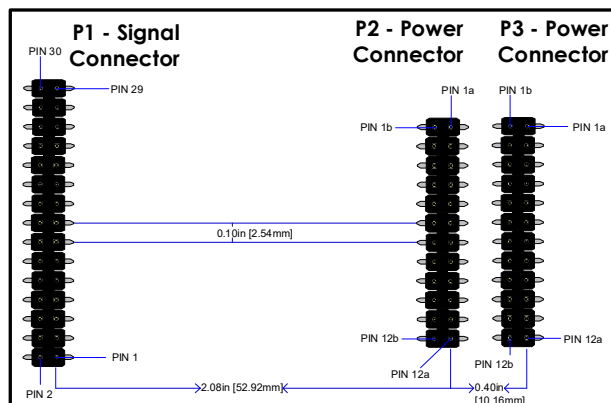 P1 - Signal
Connector
P2 - Power
Connector
P3 - Power
Connector
PIN 30
PIN 29
PIN 1a
PIN 1b
PIN 1b
PIN 1a
0.10in [2.54mm]
PIN 1
PIN 2
PIN 12b
PIN 12a
PIN 12a
PIN 12b
2.08in [52.92mm]
0.40in
[10.16mm]